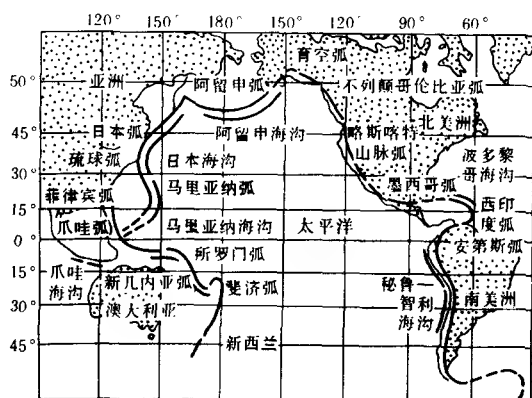 120° 150° 180° 150° 120° 90° 60°
育空弧
亚洲 阿留申弧 不列颠哥伦比亚弧
50°
北美洲
日本弧 阿留申海沟 略斯喀特
45°
山脉弧
琉球弧 日本海沟 波多黎
哥海沟
30°
菲律宾弧 马里亚纳弧 墨西哥弧 西印
度弧
15°
爪哇弧 马里亚纳海沟 太平洋
0°
所罗门弧 安第斯弧
爪哇
海沟
15°
新几内亚弧 斐济弧 秘鲁—
智利
海沟
南美洲
30°
澳大利亚
新西兰
45°